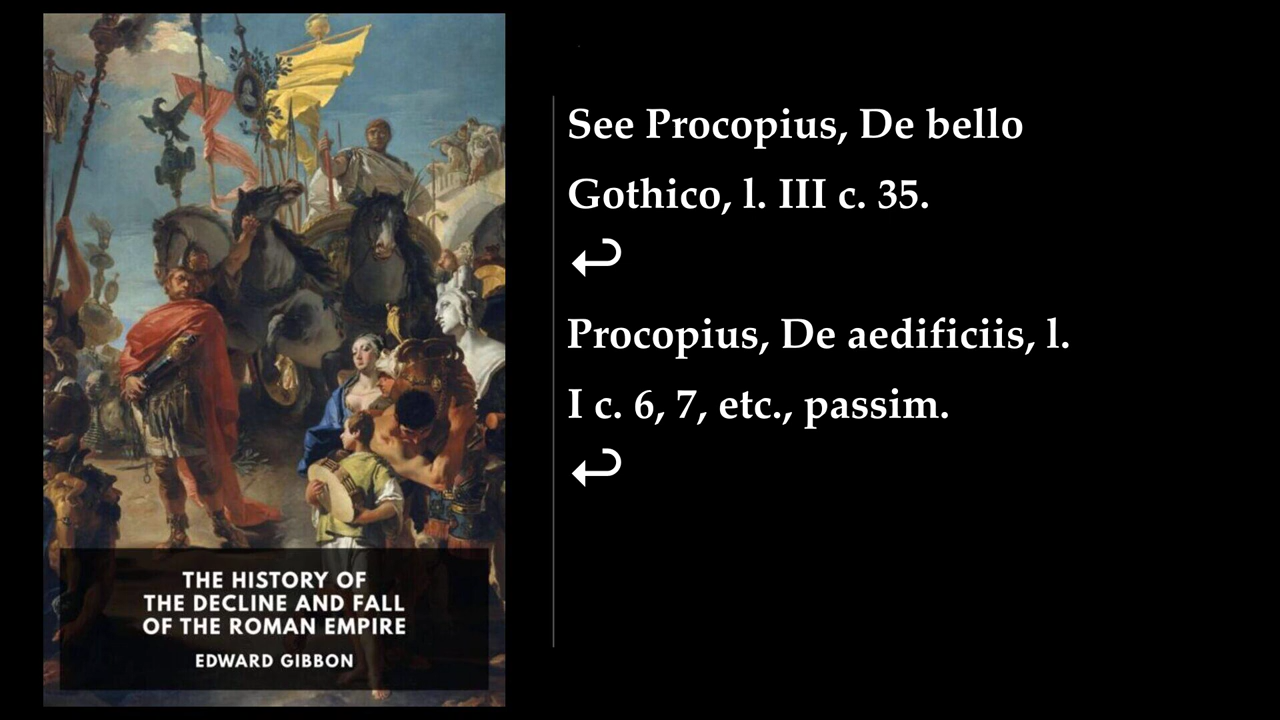 See Procopius, De bello
Gothico, l. III c. 35.
↩
Procopius, De aedificiis, l.
I c. 6, 7, etc., passim.
↩
THE HISTORY OF
THE DECLINE AND FALL
OF THE ROMAN EMPIRE
EDWARD GIBBON